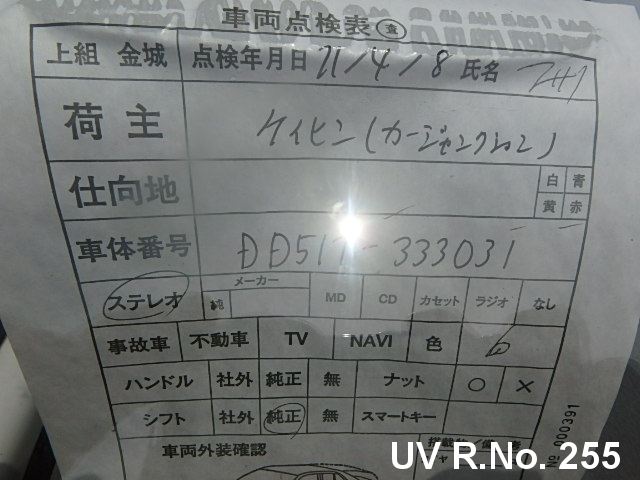 車両点検表 査
上組 金城 点検年月日 21/4/8 氏名
荷主 ケイヒン(カージャンクション)
仕向地 白 青
黄 赤
車体番号 333031
ステレオ 純 メーカー MD CD カセット ラジオ なし
事故車 不動車 TV NAVI 色
ハンドル 社外 純正 無 ナット ○ ×
シフト 社外 純正 無 スマートキー
車両外装確認
No 000391
UV R.No. 255